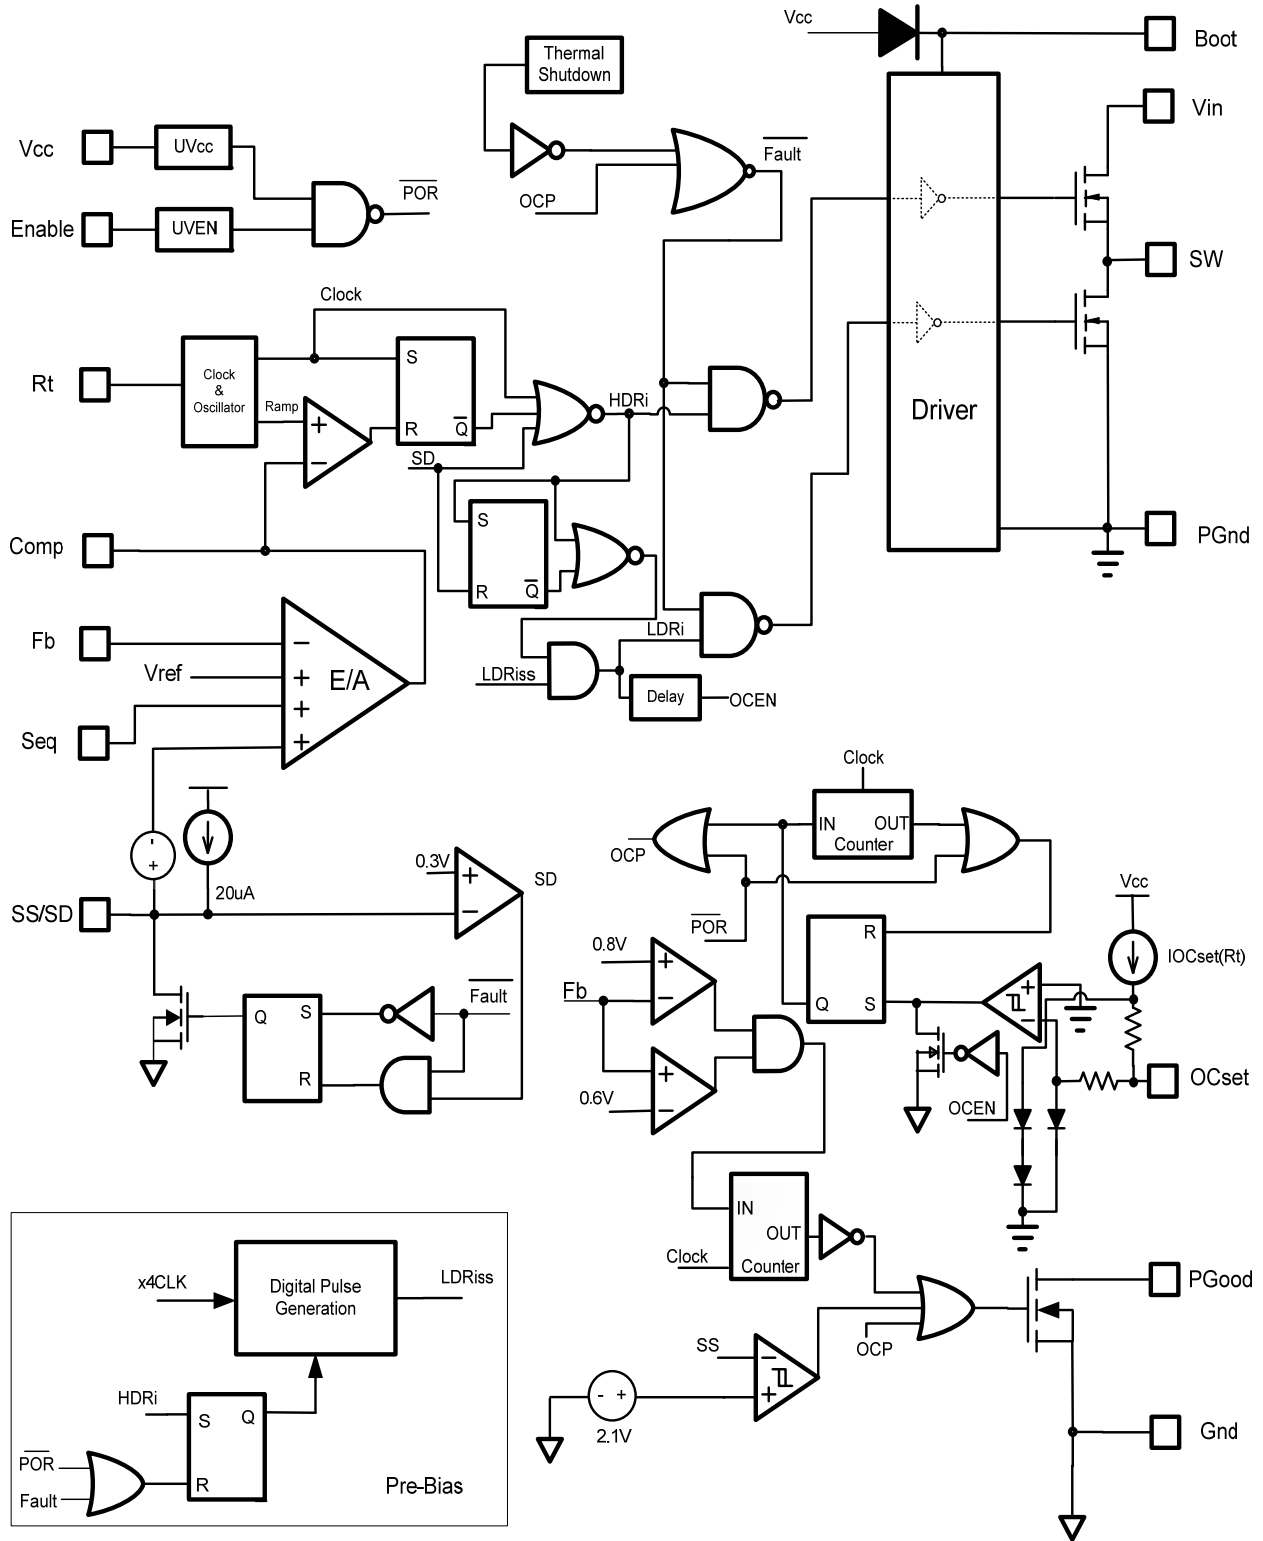 Vcc
Boot
Thermal
Shutdown
Vin
Vcc
UVcc
Fault
POR
OCP
Enable
UVEN
SW
Clock
Rt
Clock
&
Oscillator
Ramp
+
−
S
R
Q
HDRi
SD
Driver
S
R
Q
Comp
PGnd
Fb
−
Vref
+
E/A
+
Seq
+
LDRi
LDRiss
Delay
OCEN
Clock
IN
OUT
Counter
OCP
-
+
20uA
0.3V
+
−
SD
SS/SD
POR
R
Q
S
Vcc
IOCset(Rt)
0.8V
+
Fb
−
+
0.6V
−
Fault
Q
S
R
+
−
OCEN
OCset
IN
OUT
Clock
Counter
x4CLK
Digital Pulse
Generation
LDRiss
PGood
OCP
SS
−
+
- +
2.1V
HDRi
S
Q
R
POR
Fault
Pre-Bias
Gnd